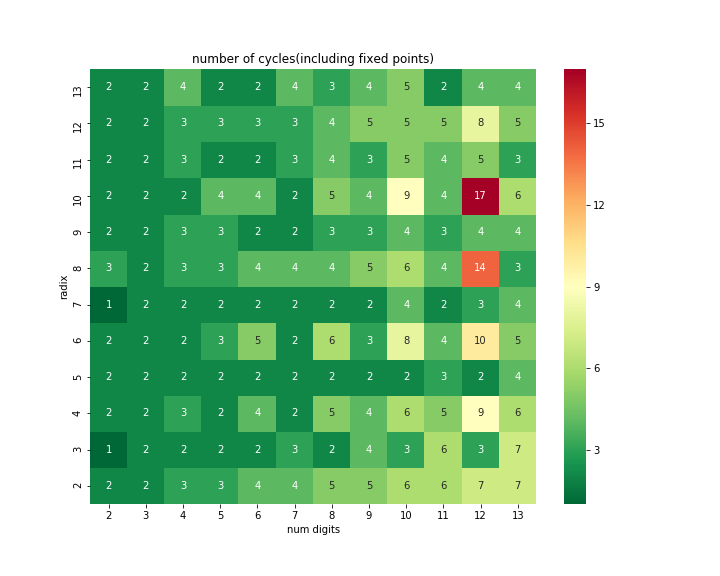 number of cycles(including fixed points)
13 2 2 4 2 2 4 3 4 5 2 4 4
12 2 2 3 3 3 3 4 5 5 5 8 5
11 2 2 3 2 2 3 4 3 5 4 5 3
10 2 2 2 4 4 2 5 4 9 4 17 6
9 2 2 3 3 2 2 3 3 4 3 4 4
8 3 2 3 3 4 4 4 5 6 4 14 3
7 1 2 2 2 2 2 2 2 4 2 3 4
6 2 2 2 3 5 2 6 3 8 4 10 5
5 2 2 2 2 2 2 2 2 2 3 2 4
4 2 2 3 2 4 2 5 4 6 5 9 6
3 1 2 2 2 2 3 2 4 3 6 3 7
2 2 2 3 3 4 4 5 5 6 6 7 7
2 3 4 5 6 7 8 9 10 11 12 13
num digits
radix
15
12
9
6
3